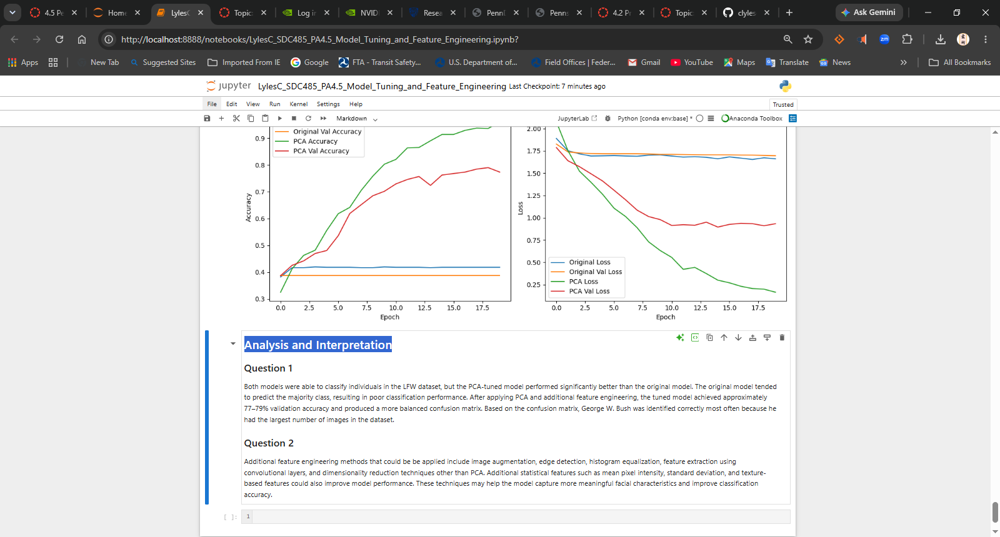 4.5 Pe
Home
LylesC
Topic:
Log in
NVIDI
Resea
PennD
Penns
4.2 Pr
Topic:
clyles
Ask Gemini
http://localhost:8888/notebooks/LylesC_SDC485_PA4.5_Model_Tuning_and_Feature_Engineering.ipynb?
Apps
New Tab
Suggested Sites
Imported From IE
Google
FTA - Transit Safety...
U.S. Department of...
Field Offices | Feder...
Gmail
YouTube
Maps
Translate
News
»
All Bookmarks
jupyter LylesC_SDC485_PA4.5_Model_Tuning_and_Feature_Engineering Last Checkpoint: 7 minutes ago
File Edit View Run Kernel Settings Help
Trusted
Markdown
JupyterLab
Python [conda env:base] *
Anaconda Toolbox
Original Val Accuracy
PCA Accuracy
PCA Val Accuracy
0.9
0.8
0.7
0.6
0.5
0.4
0.3
Accuracy
0.0 2.5 5.0 7.5 10.0 12.5 15.0 17.5
Epoch
2.00
1.75
1.50
1.25
1.00
0.75
0.50
0.25
Loss
Original Loss
Original Val Loss
PCA Loss
PCA Val Loss
0.0 2.5 5.0 7.5 10.0 12.5 15.0 17.5
Epoch
Analysis and Interpretation
Question 1
Both models were able to classify individuals in the LFW dataset, but the PCA-tuned model performed significantly better than the original model. The original model tended
to predict the majority class, resulting in poor classification performance. After applying PCA and additional feature engineering, the tuned model achieved approximately
77–79% validation accuracy and produced a more balanced confusion matrix. Based on the confusion matrix, George W. Bush was identified correctly most often because he
had the largest number of images in the dataset.
Question 2
Additional feature engineering methods that could be be applied include image augmentation, edge detection, histogram equalization, feature extraction using
convolutional layers, and dimensionality reduction techniques other than PCA. Additional statistical features such as mean pixel intensity, standard deviation, and texture-
based features could also improve model performance. These techniques may help the model capture more meaningful facial characteristics and improve classification
accuracy.
[ ]:
1